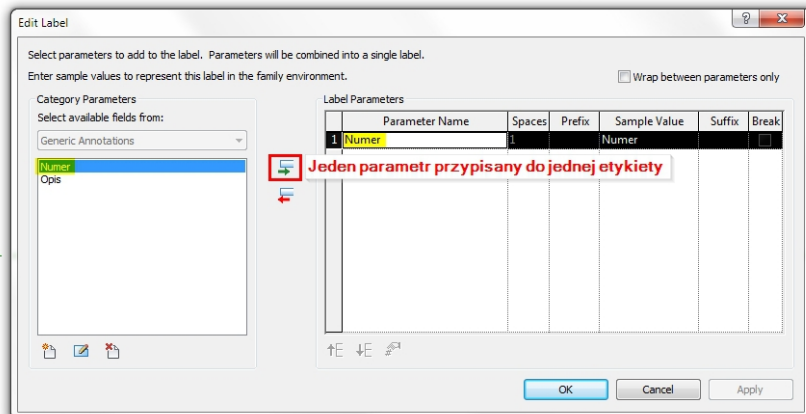 Edit Label
Select parameters to add to the label. Parameters will be combined into a single label.
Enter sample values to represent this label in the family environment.
Wrap between parameters only
Category Parameters
Select available fields from:
Generic Annotations
Numer
Opis
Label Parameters
Parameter Name Spaces Prefix Sample Value Suffix Break
1 Numer 1 Numer
Jeden parametr przypisany do jednej etykiety
OK Cancel Apply